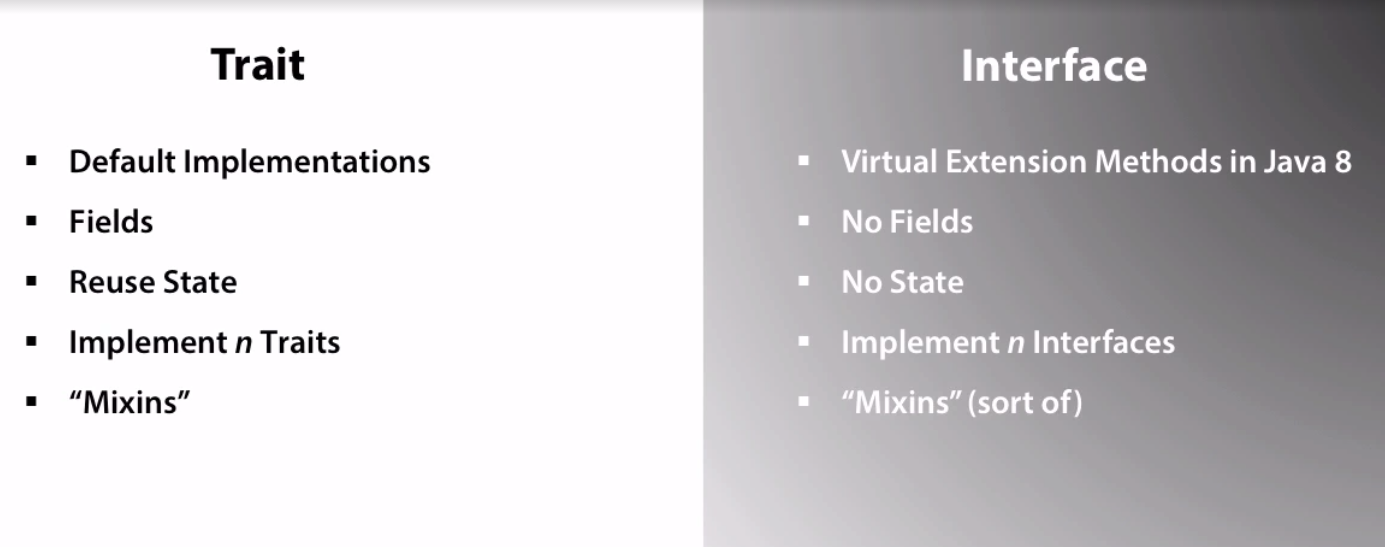 Trait
▪ Default Implementations
▪ Fields
▪ Reuse State
▪ Implement n Traits
▪ “Mixins”
Interface
▪ Virtual Extension Methods in Java 8
▪ No Fields
▪ No State
▪ Implement n Interfaces
▪ “Mixins” (sort of)